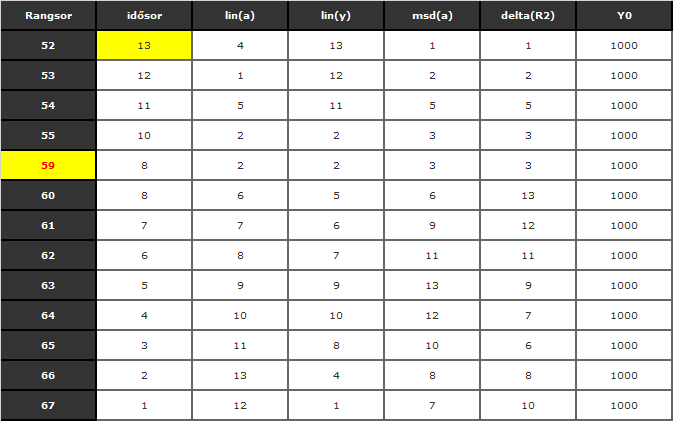 Rangsor idősor lin(a) lin(y) msd(a) delta(R2) Y0
52 13 4 13 1 1 1000
53 12 1 12 2 2 1000
54 11 5 11 5 5 1000
55 10 2 2 3 3 1000
59 8 2 2 3 3 1000
60 8 6 5 6 13 1000
61 7 7 6 9 12 1000
62 6 8 7 11 11 1000
63 5 9 9 13 9 1000
64 4 10 10 12 7 1000
65 3 11 8 10 6 1000
66 2 13 4 8 8 1000
67 1 12 1 7 10 1000